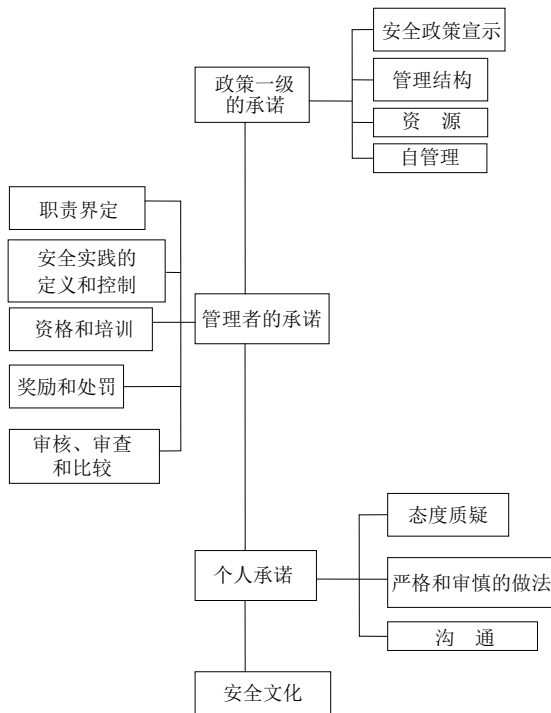 安全政策宣示
政策一级
的承诺
管理结构
资 源
自管理
职责界定
安全实践的
定义和控制
管理者的承诺
资格和培训
奖励和处罚
审核、审查
和比较
态度质疑
个人承诺
严格和审慎的做法
沟 通
安全文化